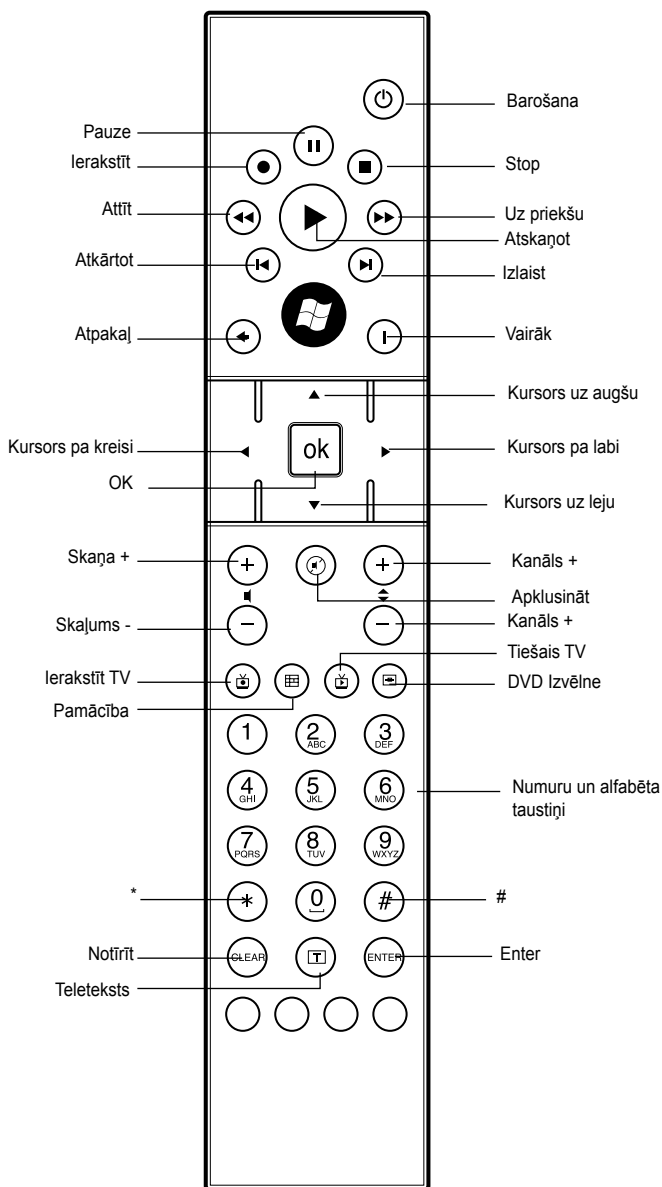 Barošana
Pauze
Ierakstīt
Stop
Attīt
Uz priekšu
Atskaņot
Atkārtot
Izlaist
Atpakaļ
Vairāk
Kursors uz augšu
Kursors pa kreisi
ok
Kursors pa labi
OK
Kursors uz leju
Skaņa +
Kanāls +
Apklusināt
Skaļums -
Kanāls +
Tiešais TV
Ierakstīt TV
DVD Izvēlne
Pamācība
1
2 ABC
3 DEF
4 GHI
5 JKL
6 MNO
Numuru un alfabēta
taustiņi
7 PQRS
8 TUV
9 WXYZ
*
*
0
#
#
Notīrīt
CLEAR
T
ENTER
Enter
Teleteksts